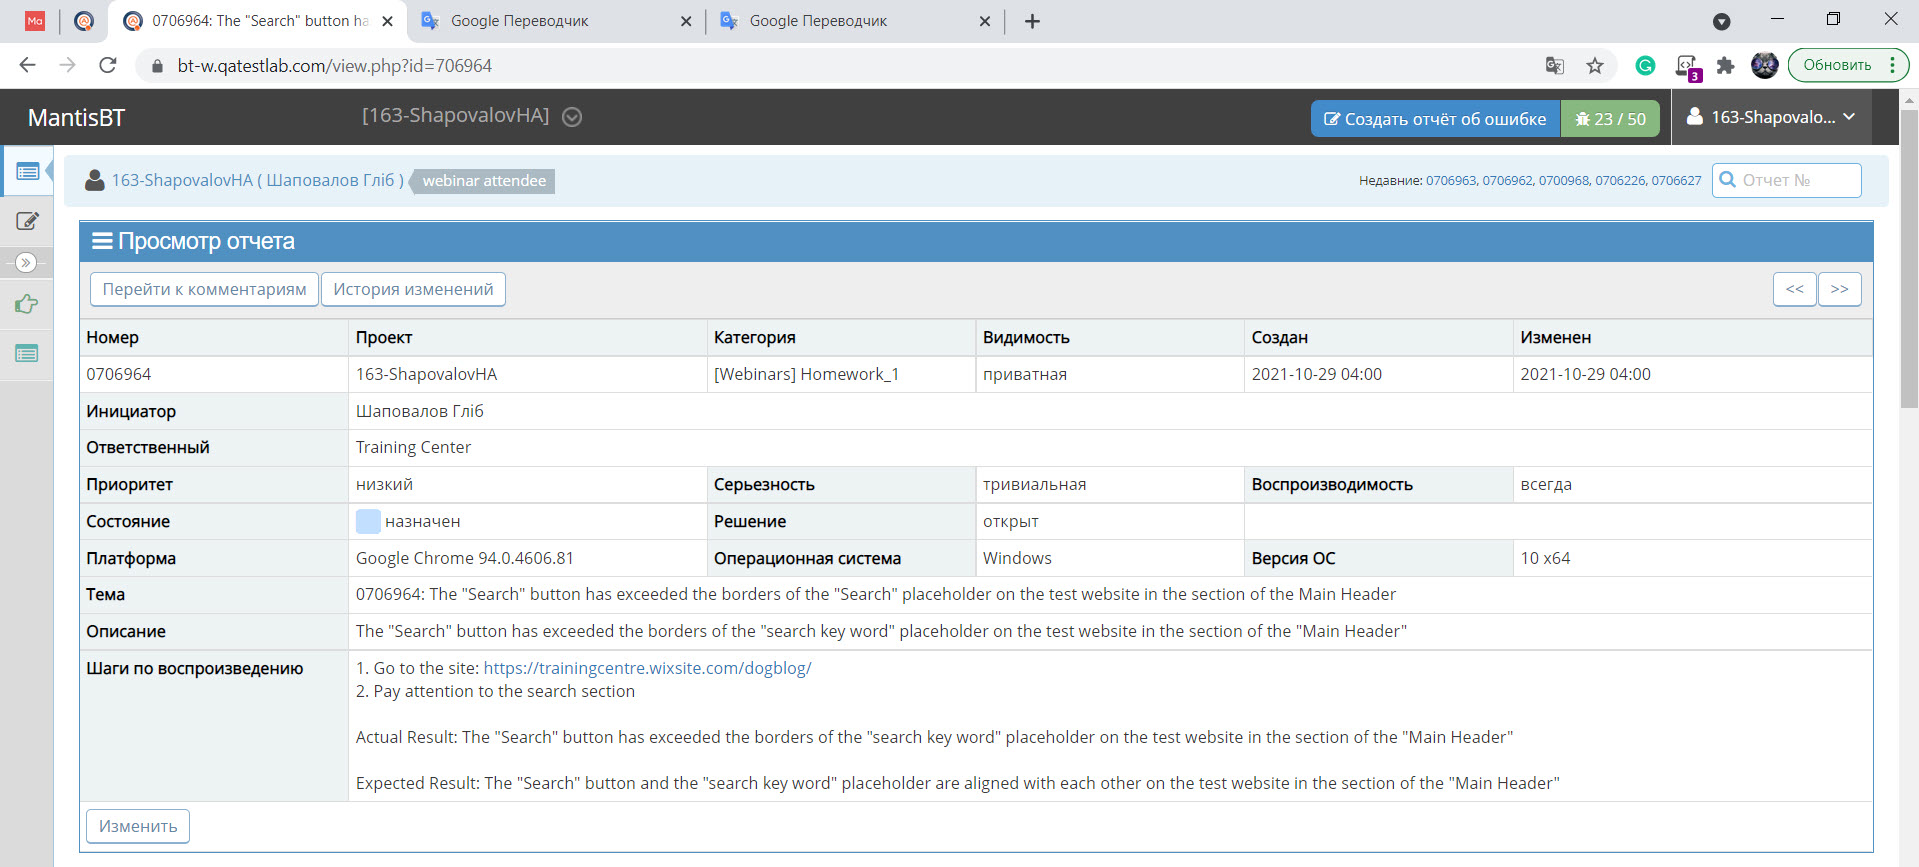 Ma
0706964: The "Search" button ha
Google Переводчик
Google Переводчик
bt-w.qatestlab.com/view.php?id=706964
3
Обновить
MantisBT
[163-ShapovalovHA]
Создать отчёт об ошибке
23 / 50
163-Shapovalo...
163-ShapovalovHA ( Шаповалов Гліб )
webinar attendee
Недавние: 0706963, 0706962, 0700968, 0706226, 0706627
Отчет №
Просмотр отчета
Перейти к комментариям
История изменений
<<
>>
Номер Проект Категория Видимость Создан Изменен
0706964 163-ShapovalovHA [Webinars] Homework_1 приватная 2021-10-29 04:00 2021-10-29 04:00
Инициатор Шаповалов Гліб
Ответственный Training Center
Приоритет низкий Серьезность тривиальная Воспроизводимость всегда
Состояние назначен Решение открыт
Платформа Google Chrome 94.0.4606.81 Операционная система Windows Версия ОС 10 x64
Тема 0706964: The "Search" button has exceeded the borders of the "Search" placeholder on the test website in the section of the Main Header
Описание The "Search" button has exceeded the borders of the "search key word" placeholder on the test website in the section of the "Main Header"
Шаги по воспроизведению 1. Go to the site: https://trainingcentre.wixsite.com/dogblog/
2. Pay attention to the search section
Actual Result: The "Search" button has exceeded the borders of the "search key word" placeholder on the test website in the section of the "Main Header"
Expected Result: The "Search" button and the "search key word" placeholder are aligned with each other on the test website in the section of the "Main Header"
Изменить